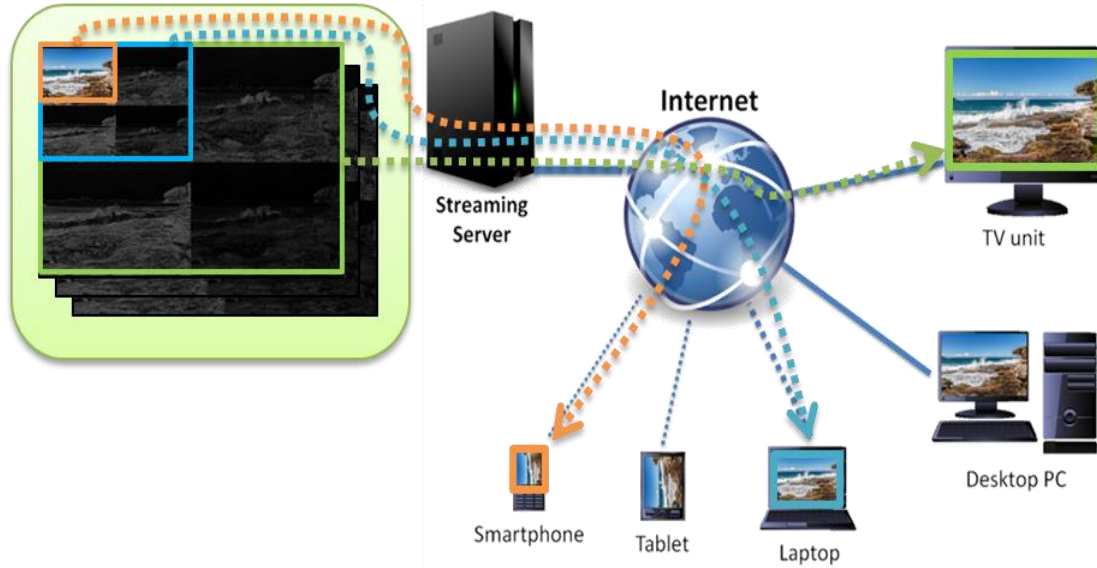 Internet
Streaming
Server
TV unit
Desktop PC
Smartphone
Tablet
Laptop